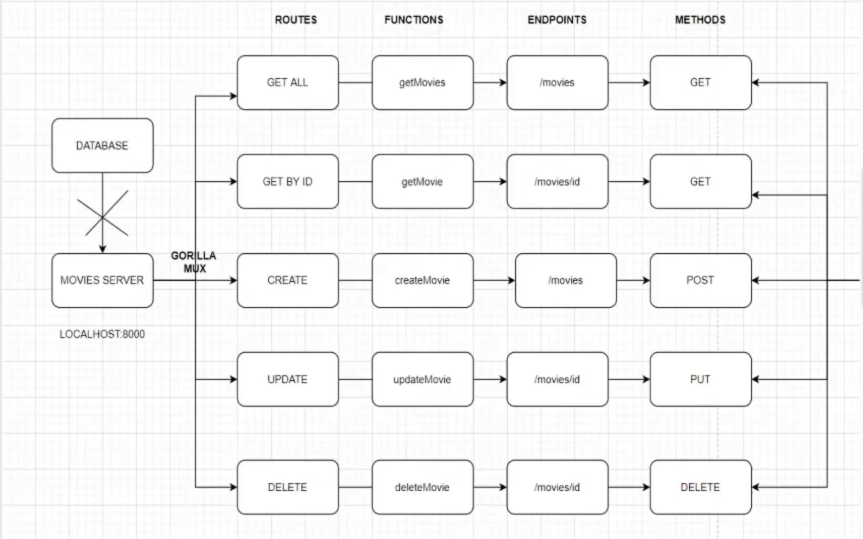 ROUTES FUNCTIONS ENDPOINTS METHODS
GET ALL getMovies /movies GET
DATABASE
GET BY ID getMovie /movies/id GET
GORILLA
MUX
MOVIES SERVER CREATE createMovie /movies POST
LOCALHOST:8000
UPDATE updateMovie /movies/id PUT
DELETE deleteMovie /movies/id DELETE